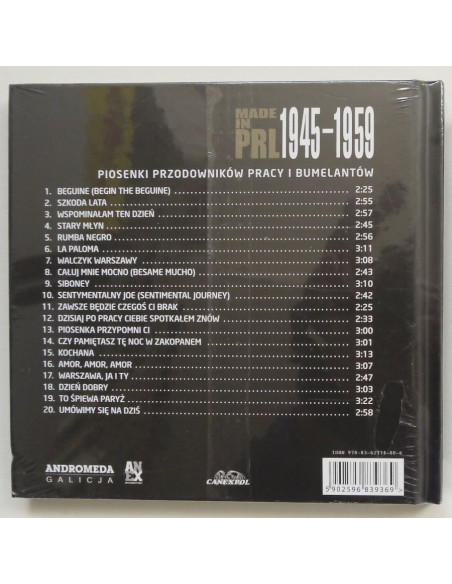 MADE
IN
PRL 1945-1959
PIOSENKI PRZODOWNIKÓW PRACY I BUMELANTÓW
1. BEGUINE (BEGIN THE BEGUINE) 2:25
2. SZKODA LATA 2:55
3. WSPOMINAŁAM TEN DZIEŃ 2:57
4. STARY MŁYN 2:45
5. RUMBA NEGRO 2:56
6. LA PALOMA 3:11
7. WALCZYK WARSZAWY 3:08
8. CAŁUJ MNIE MOCNO (BESAME MUCHO) 2:43
9. SIBONEY 3:10
10. SENTYMENTALNY JOE (SENTIMENTAL JOURNEY) 2:42
11. ZAWSZE BĘDZIE CZEGOŚ CI BRAK 2:25
12. DZISIAJ PO PRACY CIEBIE SPOTKAŁEM ZNÓW 2:33
13. PIOSENKA PRZYPOMNI CI 3:00
14. CZY PAMIĘTASZ TĘ NOC W ZAKOPANEM 3:01
15. KOCHANA 3:13
16. AMOR, AMOR, AMOR 3:07
17. WARSZAWA, JA I TY 2:47
18. DZIEŃ DOBRY 3:03
19. TO ŚPIEWA PARYŻ 3:22
20. UMÓWIMY SIĘ NA DZIŚ 2:58
ANDROMEDA
GALICJA
CANEXPOL
5902596839369